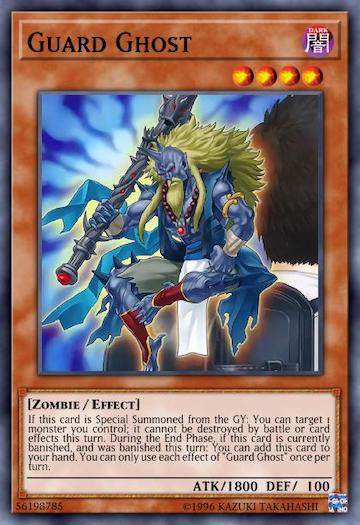 Guard Ghost
DARK
闇
[Zombie / Effect]
If this card is Special Summoned from the GY: You can target 1
monster you control; it cannot be destroyed by battle or card
effects this turn. During the End Phase, if this card is currently
banished, and was banished this turn: You can add this card to
your hand. You can only use each effect of "Guard Ghost" once per
turn.
ATK/1800 DEF/ 100
56198785
©1996 KAZUKI TAKAHASHI